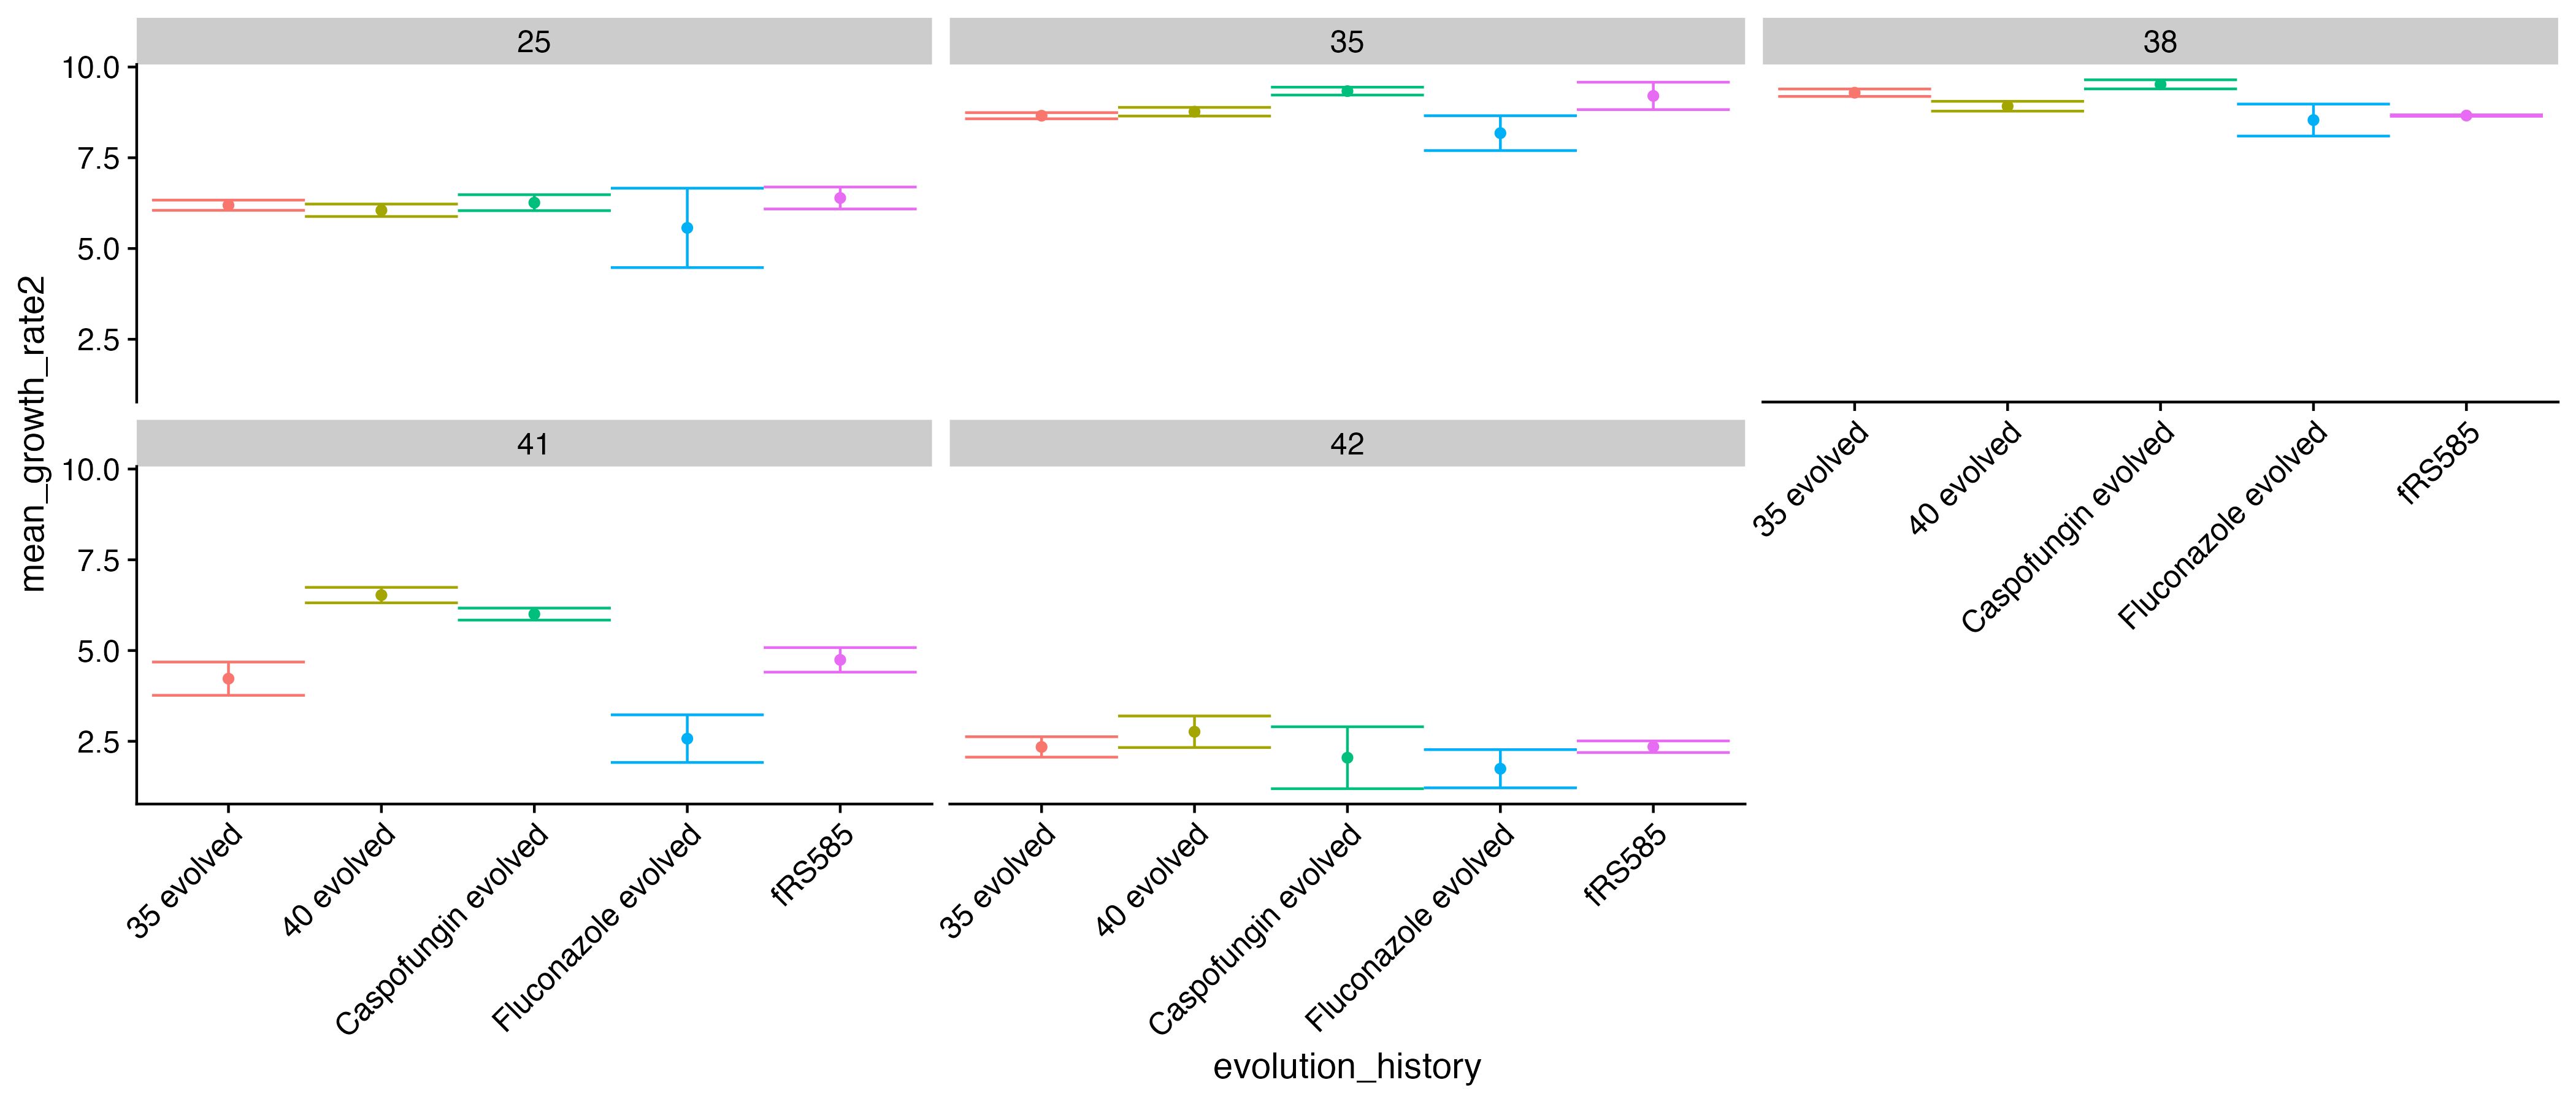 25
35
38
10.0
7.5
5.0
2.5
35 evolved
40 evolved
Caspofungin evolved
Fluconazole evolved
fRS585
mean_growth_rate2
41
42
10.0
7.5
5.0
2.5
35 evolved
40 evolved
Caspofungin evolved
Fluconazole evolved
fRS585
35 evolved
40 evolved
Caspofungin evolved
Fluconazole evolved
fRS585
evolution_history